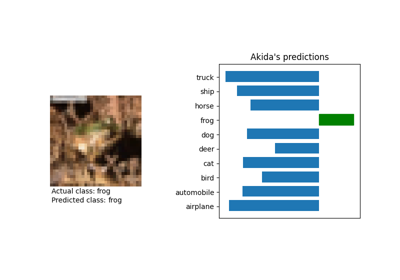 Akida's predictions
truck
ship
horse
frog
dog
deer
cat
bird
automobile
airplane
Actual class: frog
Predicted class: frog